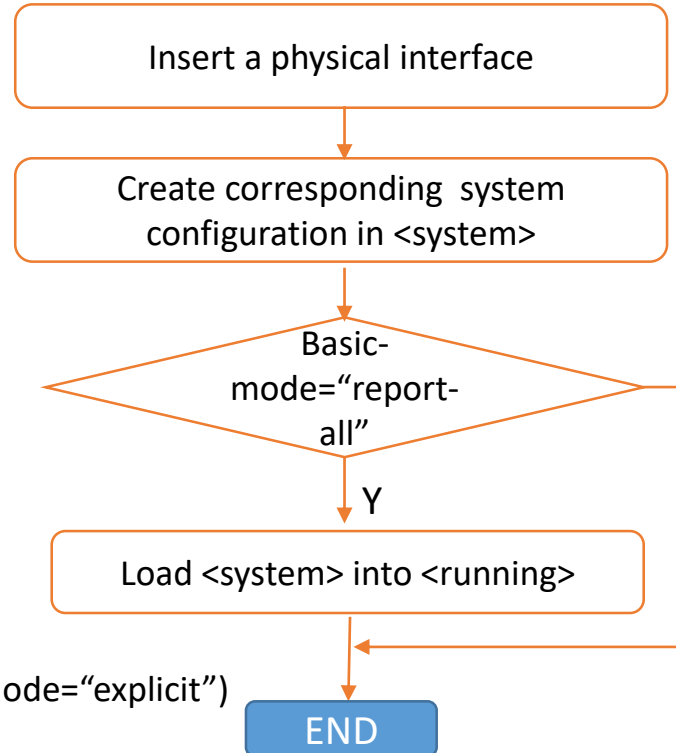 Insert a physical interface
Create corresponding system
configuration in <system>
Basic-
mode=“report-
all”
Y
Load <system> into <running>
ode=“explicit”)
END